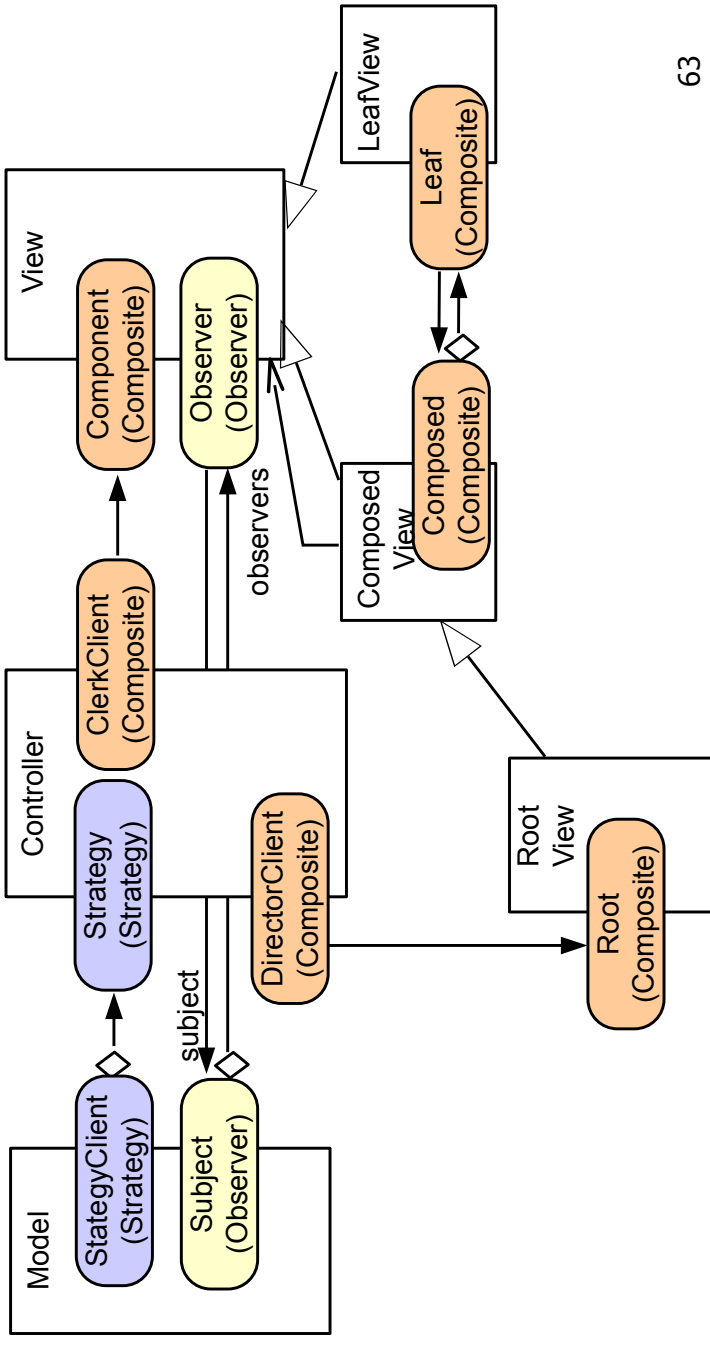 Model
StategyClient
(Strategy)
Subject
(Observer)
subject
Controller
Strategy
(Strategy)
ClerkClient
(Composite)
DirectorClient
(Composite)
observers
View
Component
(Composite)
Observer
(Observer)
Root
View
Root
(Composite)
Composed
View
Composed
(Composite)
LeafView
Leaf
(Composite)
63